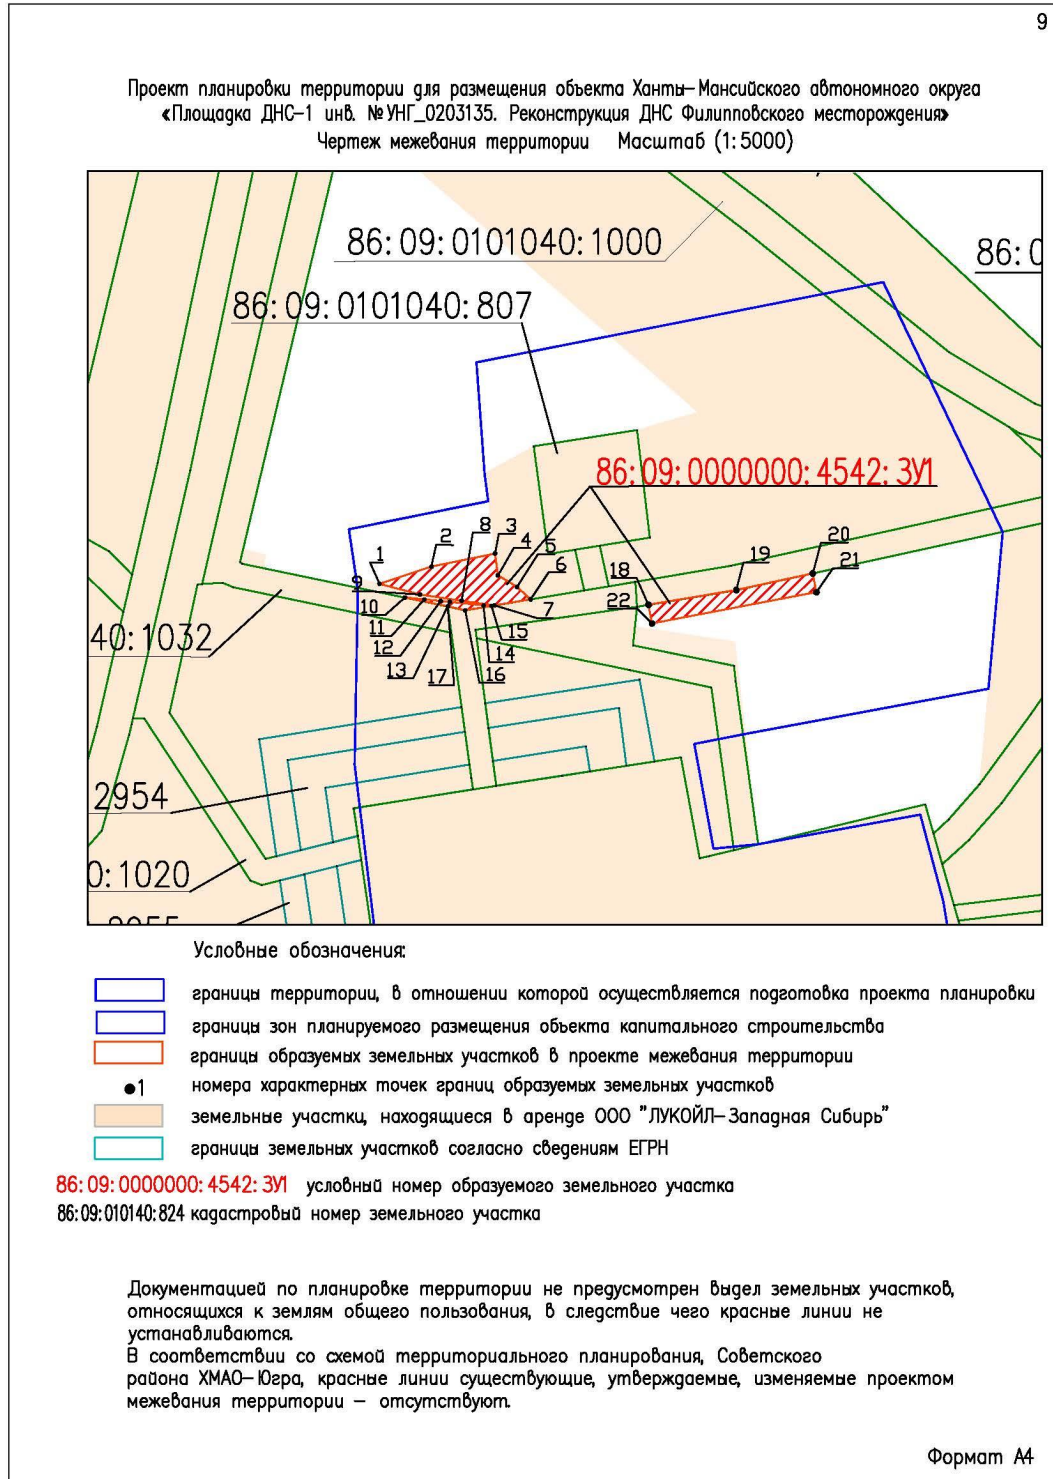 9
Проект планировки территории для размещения объекта Ханты-Мансийского автономного округа
«Площадка ДНС-1 инв. №УНГ_0203135. Реконструкция ДНС Филипповского месторождения»
Чертеж межевания территории Масштаб (1:5000)
86:09:0101040:1000
86:0
86:09:0101040:807
86:09:0000000:4542:ЗУ1
1
2
8
3
4
5
6
9
10
11
12
13
17
16
14
15
7
18
22
19
20
21
40:1032
2954
0:1020
Условные обозначения:
границы территории, в отношении которой осуществляется подготовка проекта планировки
границы зон планируемого размещения объекта капитального строительства
границы образуемых земельных участков в проекте межевания территории
1 номера характерных точек границ образуемых земельных участков
земельные участки, находящиеся в аренде ООО "ЛУКОЙЛ-Западная Сибирь"
границы земельных участков согласно сведениям ЕГРН
86:09:0000000:4542:ЗУ1 условный номер образуемого земельного участка
86:09:010140:824 кадастровый номер земельного участка
Документацией по планировке территории не предусмотрен выдел земельных участков,
относящихся к землям общего пользования, в следствие чего красные линии не
устанавливаются.
В соответствии со схемой территориального планирования, Советского
района ХМАО-Югра, красные линии существующие, утверждаемые, изменяемые проектом
межевания территории – отсутствуют.
Формат А4